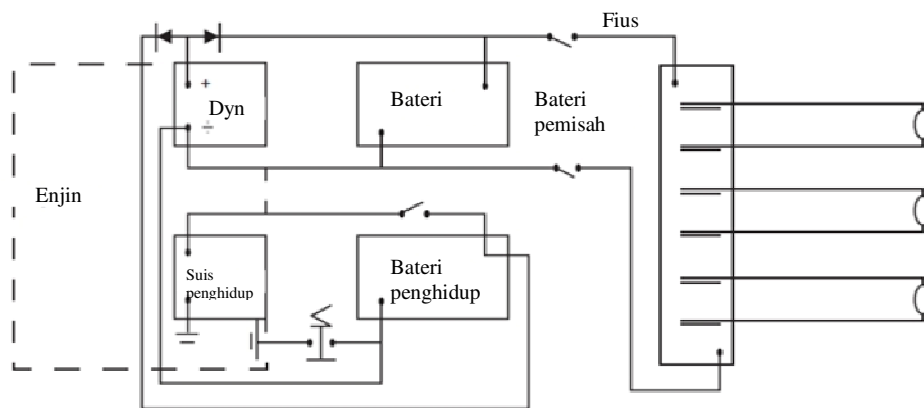 Fius
+
Dyn
÷
Bateri
Bateri
pemisah
Enjin
Suis
penghidup
Bateri
penghidup